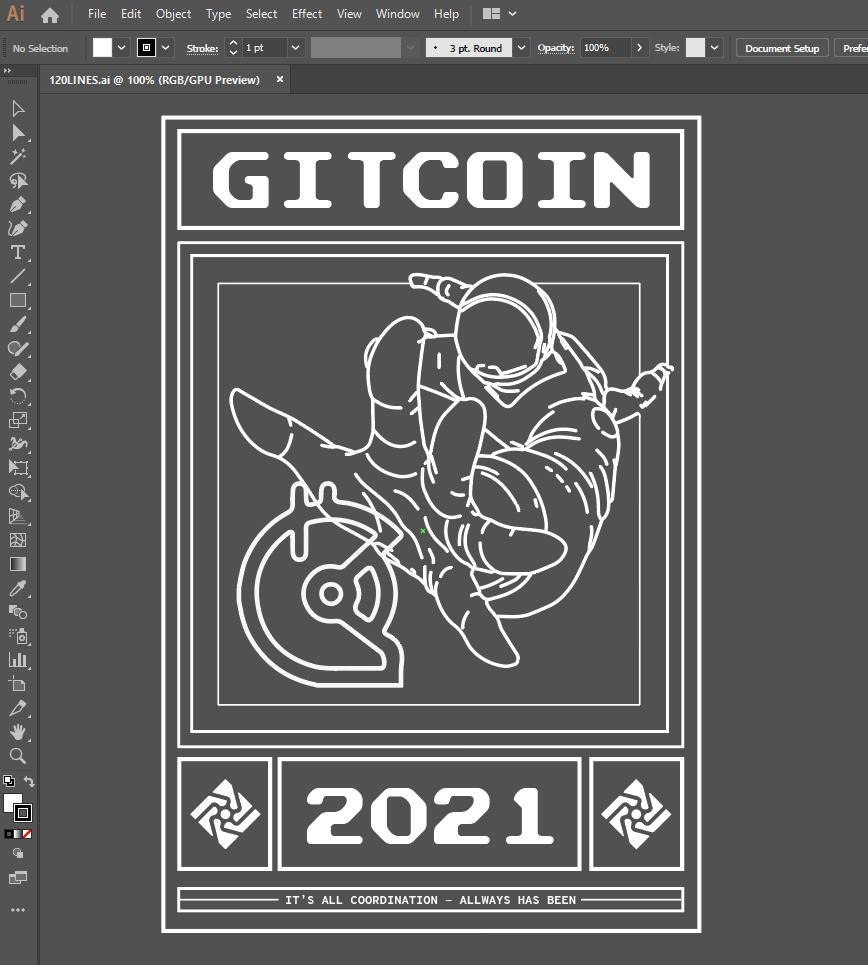 Ai File Edit Object Type Select Effect View Window Help
No Selection Stroke: 1 pt 3 pt. Round Opacity: 100% Style: Document Setup Prefer
120LINES.ai @ 100% (RGB/GPU Preview) ×
GITCOIN
2021
IT'S ALL COORDINATION – ALLWAYS HAS BEEN